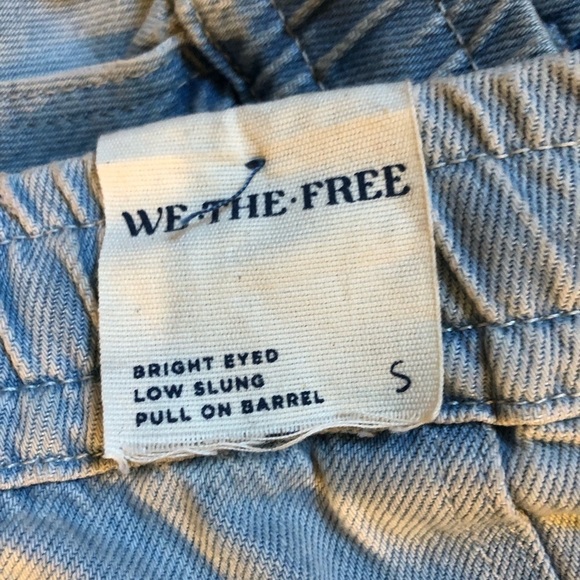 WE·THE·FREE
BRIGHT EYED
LOW SLUNG
PULL ON BARREL
S